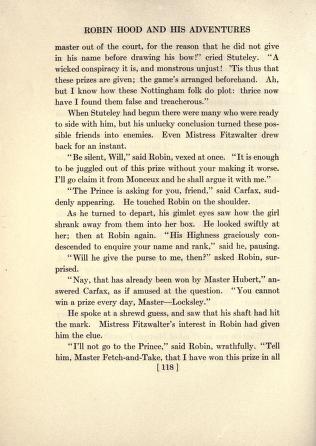 ROBIN HOOD AND HIS ADVENTURES
master out of the court, for the reason that he did not give
in his name before drawing his bow!" cried Stuteley. "A
wicked conspiracy it is, and monstrous unjust! 'Tis thus that
these prizes are given; the game's arranged beforehand. Ah,
but I know how these Nottingham folk do plot: thrice now
have I found them false and treacherous."
When Stuteley had begun there were many who were ready
to side with him, but his unlucky conclusion turned these pos-
sible friends into enemies. Even Mistress Fitzwalter drew
back for an instant.
"Be silent, Will," said Robin, vexed at once. "It is enough
to be juggled out of this prize without your making it worse.
I'll go claim it from Monceux and he shall argue it with me."
"The Prince is asking for you, friend," said Carfax, sud-
denly appearing. He touched Robin on the shoulder.
As he turned to depart, his gimlet eyes saw how the girl
shrank away from them into her box. He looked swiftly at
her; then at Robin again. "His Highness graciously con-
descended to enquire your name and rank," said he, pausing.
"Will he give the purse to me, then?" asked Robin, sur-
prised.
"Nay, that has already been won by Master Hubert," an-
swered Carfax, as if amused at the question. "You cannot
win a prize every day, Master—Locksley."
He spoke at a shrewd guess, and saw that his shaft had hit
the mark. Mistress Fitzwalter's interest in Robin had given
him the clue.
"I'll not go to the Prince," said Robin, wrathfully. "Tell
him, Master Fetch-and-Take, that I have won this prize in all
[ 118 ]